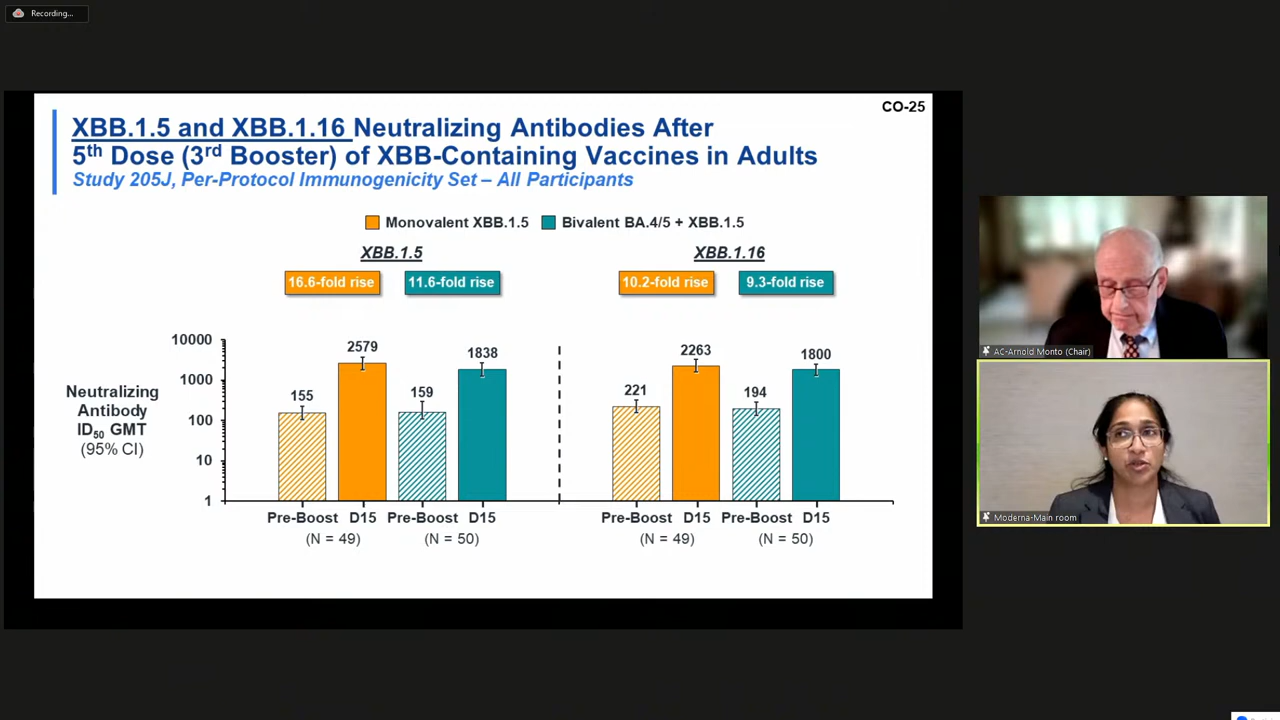 Recording...
CO-25
XBB.1.5 and XBB.1.16 Neutralizing Antibodies After
5th Dose (3rd Booster) of XBB-Containing Vaccines in Adults
Study 205J, Per-Protocol Immunogenicity Set – All Participants
Monovalent XBB.1.5 Bivalent BA.4/5 + XBB.1.5
XBB.1.5 XBB.1.16
16.6-fold rise 11.6-fold rise 10.2-fold rise 9.3-fold rise
Neutralizing
Antibody
ID50 GMT
(95% CI)
10000
1000
100
10
1
155 2579 159 1838 221 2263 194 1800
Pre-Boost D15 Pre-Boost D15 Pre-Boost D15 Pre-Boost D15
(N = 49) (N = 50) (N = 49) (N = 50)
AC-Arnold Monto (Chair)
Moderna-Main room